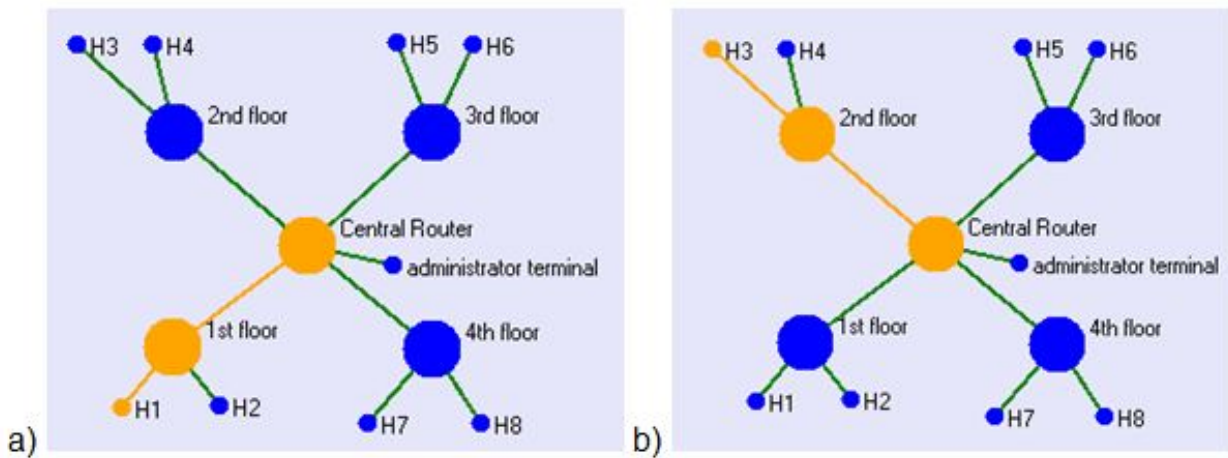 H3
H4
H5
H6
2nd floor
3rd floor
Central Router
administrator terminal
1st floor
4th floor
H1
H2
H7
H8
a)
H3
H4
H5
H6
2nd floor
3rd floor
Central Router
administrator terminal
1st floor
4th floor
H1
H2
H7
H8
b)